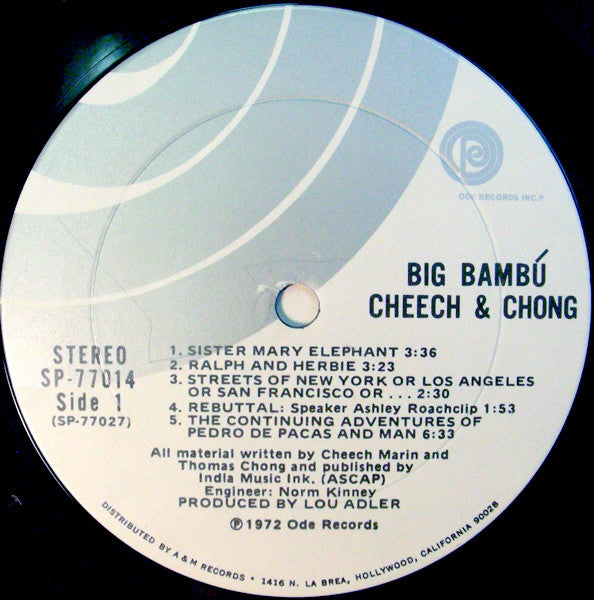 ODE RECORDS INC.®
BIG BAMBÚ
CHEECH & CHONG
STEREO
SP-77014
Side 1
(SP-77027)
1. SISTER MARY ELEPHANT 3:36
2. RALPH AND HERBIE 3:23
3. STREETS OF NEW YORK OR LOS ANGELES
OR SAN FRANCISCO OR . . . 2:30
4. REBUTTAL: Speaker Ashley Roachclip 1:53
5. THE CONTINUING ADVENTURES OF
PEDRO DE PACAS AND MAN 6:33
All material written by Cheech Marin and
Thomas Chong and published by
India Music Ink. (ASCAP)
Engineer: Norm Kinney
PRODUCED BY LOU ADLER
℗ 1972 Ode Records
DISTRIBUTED BY A & M RECORDS • 1416 N. LA BREA, HOLLYWOOD, CALIFORNIA 90028